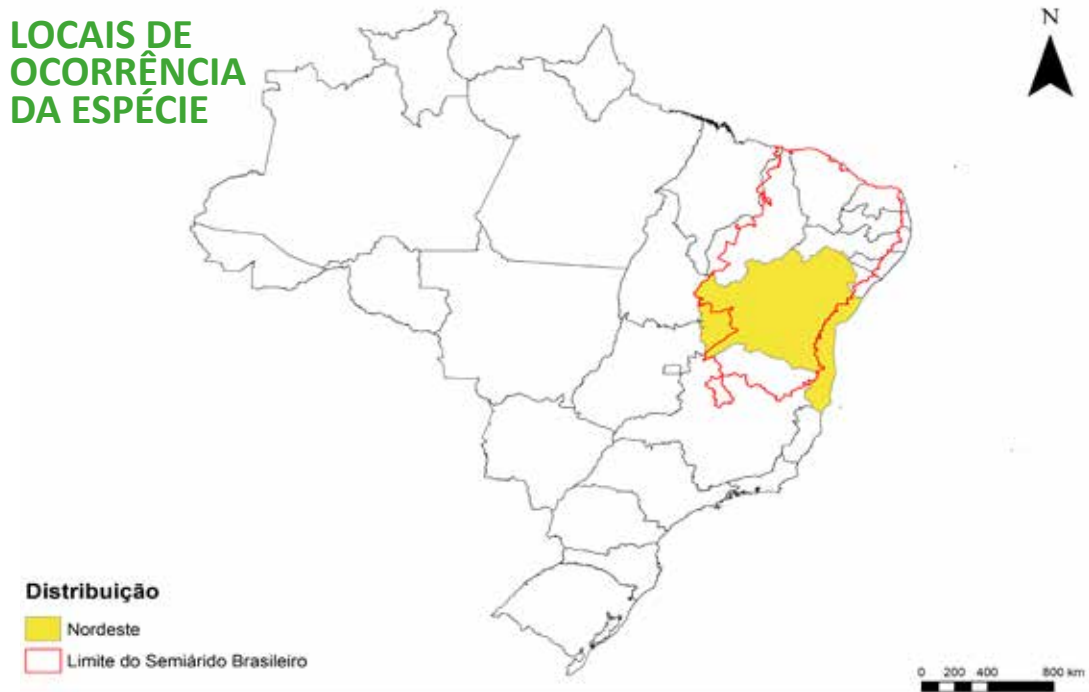 LOCAIS DE
OCORRÊNCIA
DA ESPÉCIE
N
Distribuição
Nordeste
Limite do Semiárido Brasileiro
0 200 400 800 km